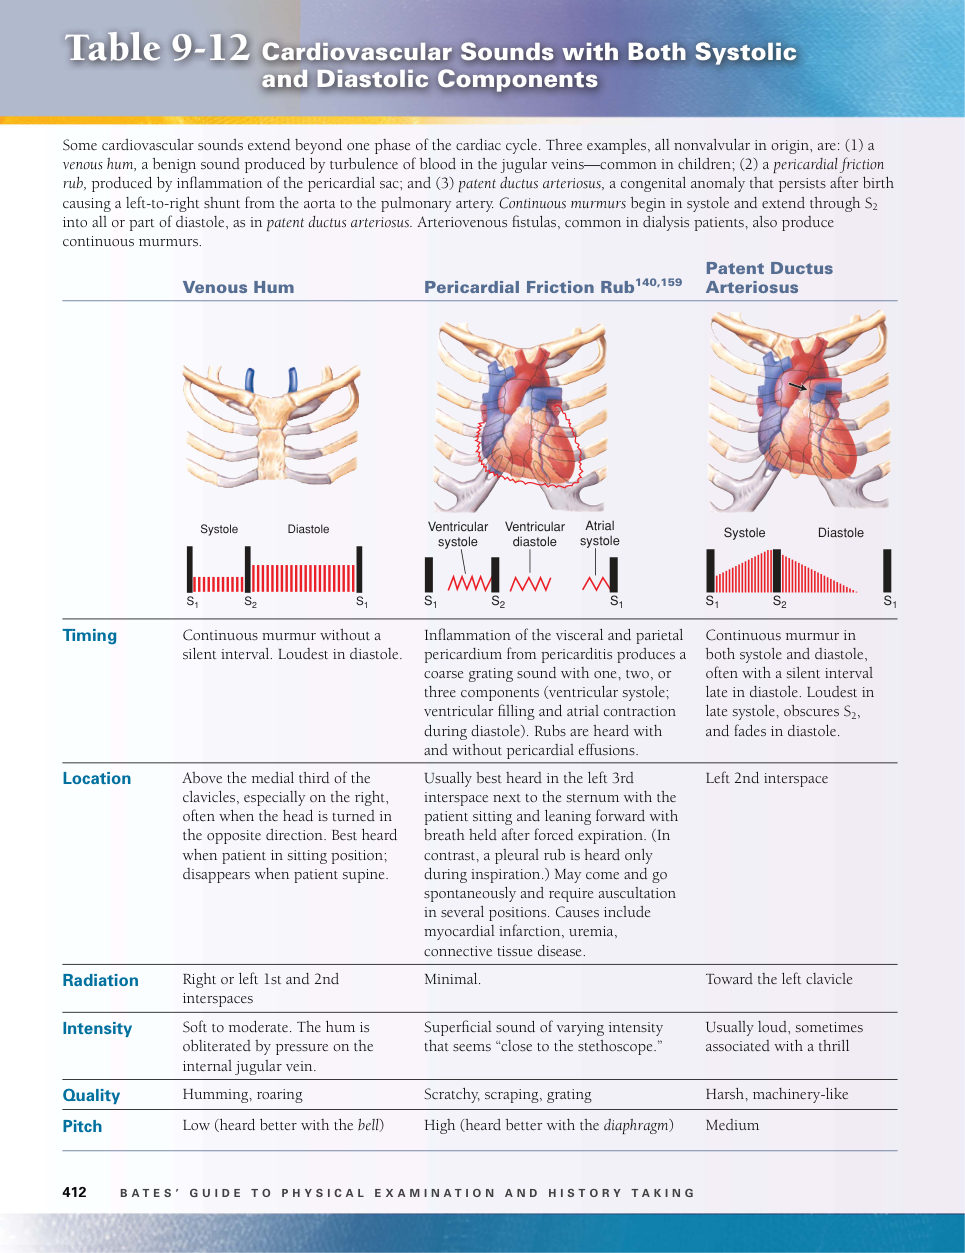 Table 9-12 Cardiovascular Sounds with Both Systolic
and Diastolic Components
Some cardiovascular sounds extend beyond one phase of the cardiac cycle. Three examples, all nonvalvular in origin, are: (1) a
venous hum, a benign sound produced by turbulence of blood in the jugular veins—common in children; (2) a pericardial friction
rub, produced by inflammation of the pericardial sac; and (3) patent ductus arteriosus, a congenital anomaly that persists after birth
causing a left-to-right shunt from the aorta to the pulmonary artery. Continuous murmurs begin in systole and extend through S2
into all or part of diastole, as in patent ductus arteriosus. Arteriovenous fistulas, common in dialysis patients, also produce
continuous murmurs.
Venous Hum
Pericardial Friction Rub140,159
Patent Ductus
Arteriosus
Systole Diastole
S1 S2 S1
Ventricular Ventricular Atrial
systole diastole systole
S1 S2 S1
Systole Diastole
S1 S2 S1
Timing
Continuous murmur without a
silent interval. Loudest in diastole.
Inflammation of the visceral and parietal
pericardium from pericarditis produces a
coarse grating sound with one, two, or
three components (ventricular systole;
ventricular filling and atrial contraction
during diastole). Rubs are heard with
and without pericardial effusions.
Continuous murmur in
both systole and diastole,
often with a silent interval
late in diastole. Loudest in
late systole, obscures S2,
and fades in diastole.
Location
Above the medial third of the
clavicles, especially on the right,
often when the head is turned in
the opposite direction. Best heard
when patient in sitting position;
disappears when patient supine.
Usually best heard in the left 3rd
interspace next to the sternum with the
patient sitting and leaning forward with
breath held after forced expiration. (In
contrast, a pleural rub is heard only
during inspiration.) May come and go
spontaneously and require auscultation
in several positions. Causes include
myocardial infarction, uremia,
connective tissue disease.
Left 2nd interspace
Radiation
Right or left 1st and 2nd
interspaces
Minimal.
Toward the left clavicle
Intensity
Soft to moderate. The hum is
obliterated by pressure on the
internal jugular vein.
Superficial sound of varying intensity
that seems “close to the stethoscope.”
Usually loud, sometimes
associated with a thrill
Quality
Humming, roaring
Scratchy, scraping, grating
Harsh, machinery-like
Pitch
Low (heard better with the bell)
High (heard better with the diaphragm)
Medium
412 BATES’ GUIDE TO PHYSICAL EXAMINATION AND HISTORY TAKING